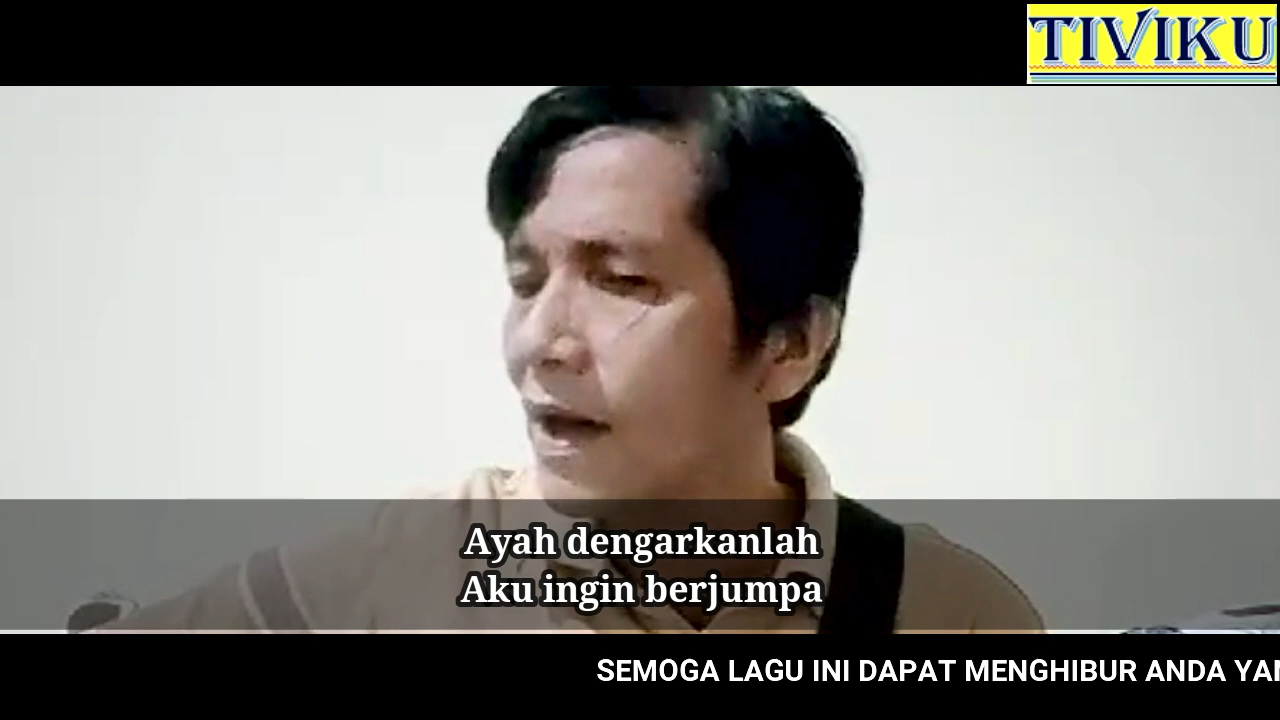 TIVIKU
Ayah dengarkanlah
Aku ingin berjumpa
SEMOGA LAGU INI DAPAT MENGHIBUR ANDA